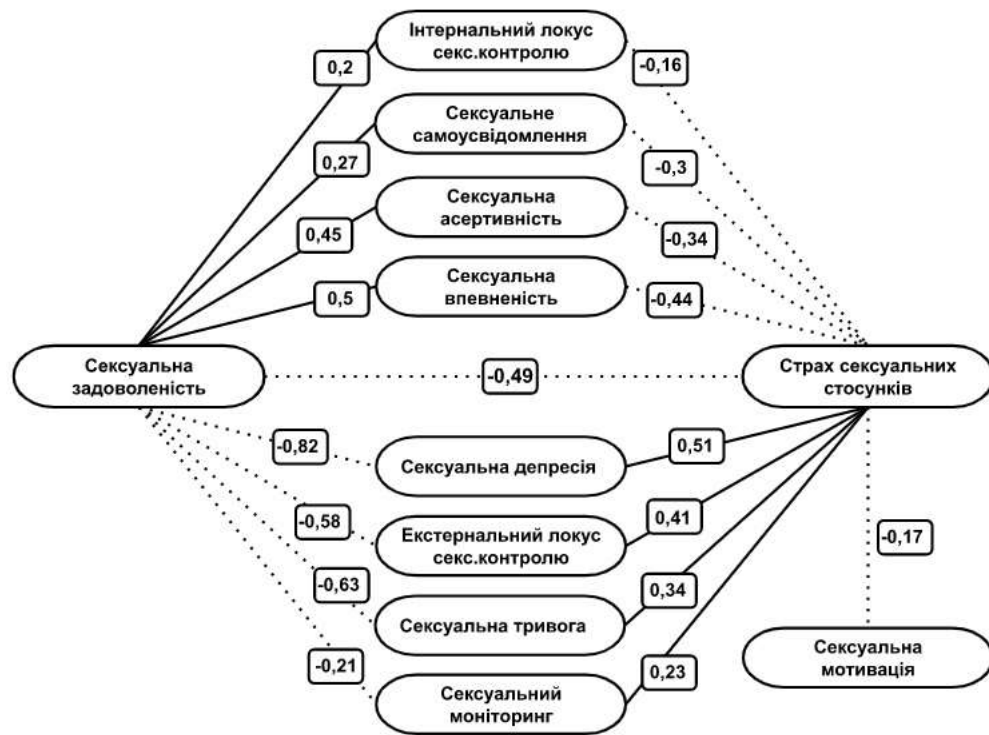 Інтернальний локус
секс.контролю
0,2
-0,16
Сексуальне
самоусвідомлення
0,27
-0,3
Сексуальна
асертивність
0,45
-0,34
Сексуальна
впевненість
0,5
-0,44
Сексуальна
задоволеність
-0,49
Страх сексуальних
стосунків
-0,82
Сексуальна депресія
0,51
-0,58
Екстернальний локус
секс.контролю
0,41
-0,17
-0,63
Сексуальна тривога
0,34
Сексуальна
мотивація
-0,21
Сексуальний
моніторинг
0,23